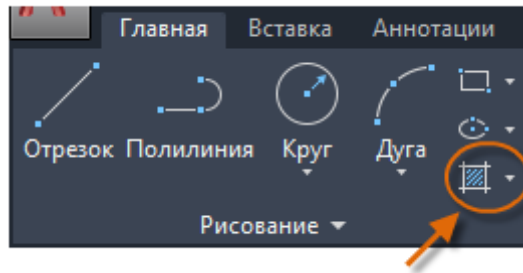 Главная Вставка Аннотации
Отрезок Полилиния Круг Дуга
Рисование